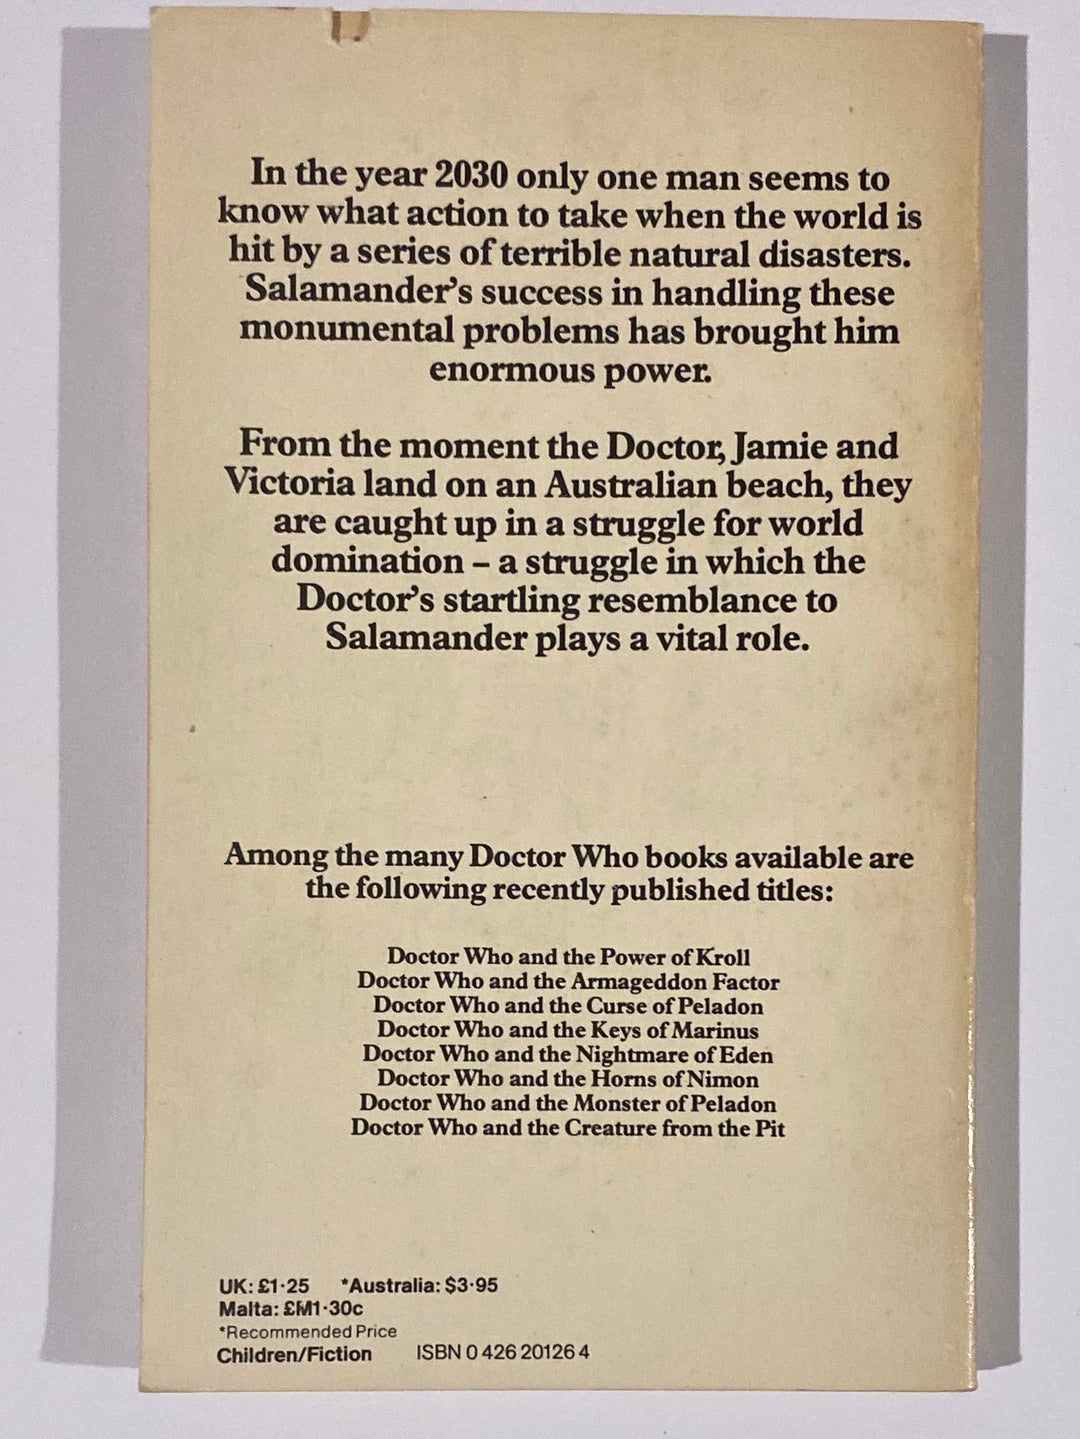 In the year 2030 only one man seems to
know what action to take when the world is
hit by a series of terrible natural disasters.
Salamander's success in handling these
monumental problems has brought him
enormous power.
From the moment the Doctor, Jamie and
Victoria land on an Australian beach, they
are caught up in a struggle for world
domination – a struggle in which the
Doctor's startling resemblance to
Salamander plays a vital role.
Among the many Doctor Who books available are
the following recently published titles:
Doctor Who and the Power of Kroll
Doctor Who and the Armageddon Factor
Doctor Who and the Curse of Peladon
Doctor Who and the Keys of Marinus
Doctor Who and the Nightmare of Eden
Doctor Who and the Horns of Nimon
Doctor Who and the Monster of Peladon
Doctor Who and the Creature from the Pit
UK: £1·25 *Australia: $3·95
Malta: £M1·30c
*Recommended Price
Children/Fiction ISBN 0 426 20126 4